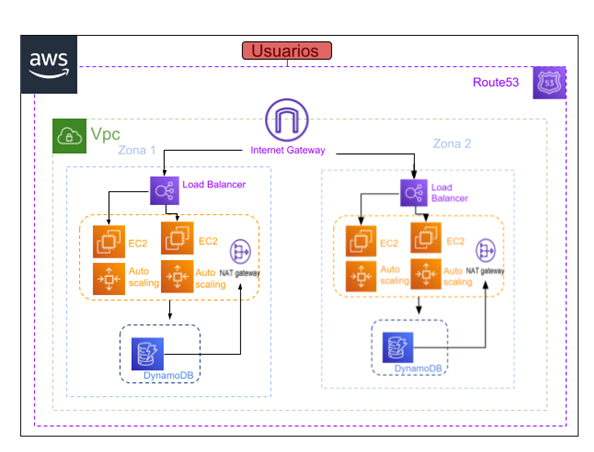 Usuarios
aws
Route53
53
Vpc
Internet Gateway
Zona 1
Zona 2
Load Balancer
EC2
EC2
Auto
scaling
Auto
scaling
NAT gateway
DynamoDB
Load
Balancer
EC2
EC2
Auto
scaling
Auto
scaling
NAT gateway
DynamoDB